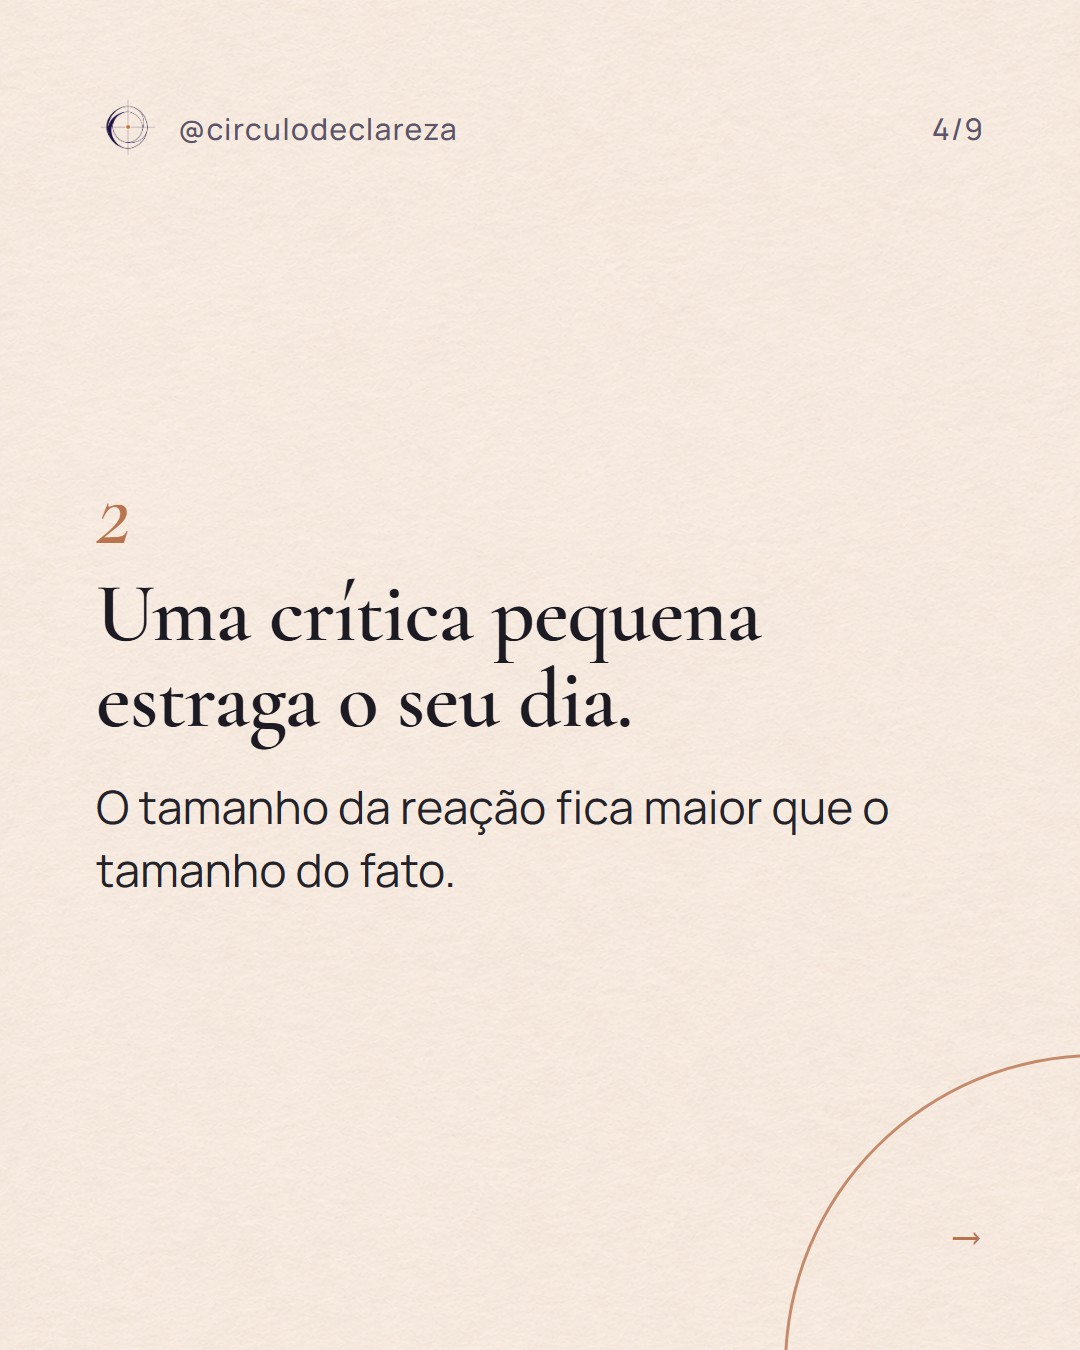 @circulodeclareza
4/9
2
Uma crítica pequena
estraga o seu dia.
O tamanho da reação fica maior que o
tamanho do fato.
→